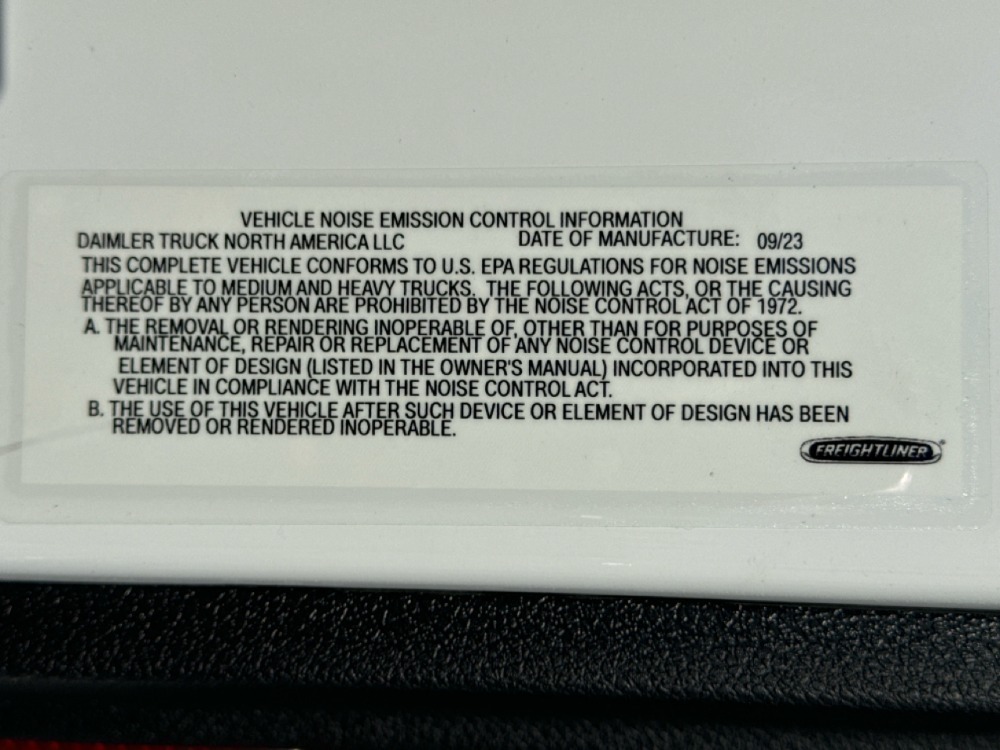 VEHICLE NOISE EMISSION CONTROL INFORMATION
DAIMLER TRUCK NORTH AMERICA LLC DATE OF MANUFACTURE: 09/23
THIS COMPLETE VEHICLE CONFORMS TO U.S. EPA REGULATIONS FOR NOISE EMISSIONS
APPLICABLE TO MEDIUM AND HEAVY TRUCKS. THE FOLLOWING ACTS, OR THE CAUSING
THEREOF BY ANY PERSON ARE PROHIBITED BY THE NOISE CONTROL ACT OF 1972.
A. THE REMOVAL OR RENDERING INOPERABLE OF, OTHER THAN FOR PURPOSES OF
MAINTENANCE, REPAIR OR REPLACEMENT OF ANY NOISE CONTROL DEVICE OR
ELEMENT OF DESIGN (LISTED IN THE OWNER'S MANUAL) INCORPORATED INTO THIS
VEHICLE IN COMPLIANCE WITH THE NOISE CONTROL ACT.
B. THE USE OF THIS VEHICLE AFTER SUCH DEVICE OR ELEMENT OF DESIGN HAS BEEN
REMOVED OR RENDERED INOPERABLE.
FREIGHTLINER